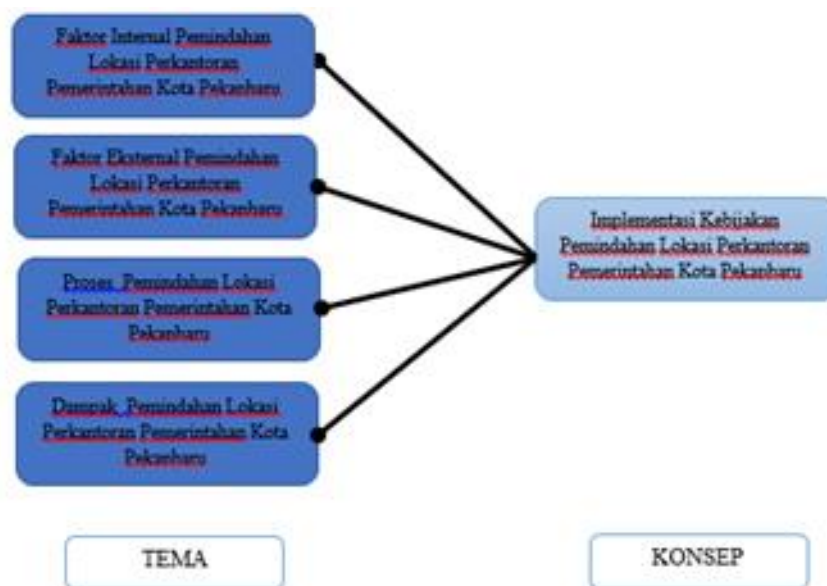 Faktor Internal Pemindahan
Lokasi Perkantoran
Pemerintahan Kota Pekanbaru
Faktor Eksternal Pemindahan
Lokasi Perkantoran
Pemerintahan Kota Pekanbaru
Proses Pemindahan Lokasi
Perkantoran Pemerintahan Kota
Pekanbaru
Dampak Pemindahan Lokasi
Perkantoran Pemerintahan Kota
Pekanbaru
Implementasi Kebijakan
Pemindahan Lokasi Perkantoran
Pemerintahan Kota Pekanbaru
TEMA
KONSEP